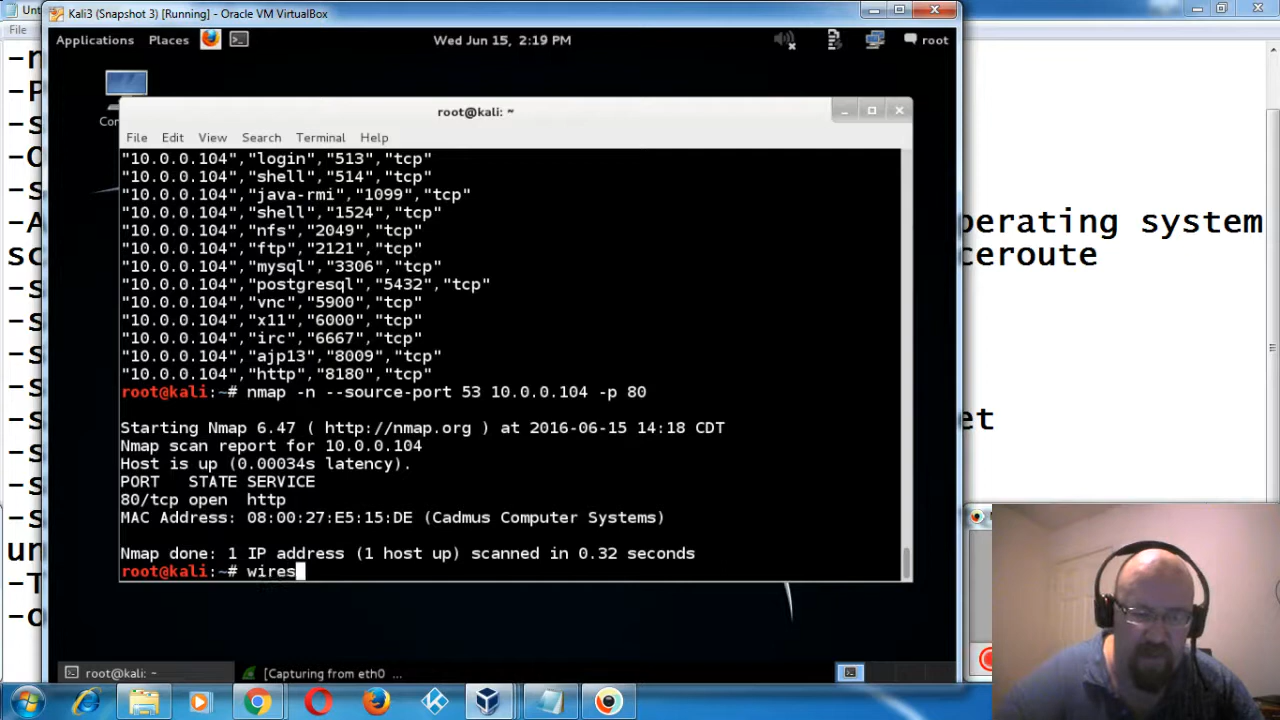 Kali3 (Snapshot 3) [Running] - Oracle VM VirtualBox
File
Applications Places
Wed Jun 15, 2:19 PM
root
root@kali: ~
File Edit View Search Terminal Help
"10.0.0.104","login","513","tcp"
"10.0.0.104","shell","514","tcp"
"10.0.0.104","java-rmi","1099","tcp"
"10.0.0.104","shell","1524","tcp"
"10.0.0.104","nfs","2049","tcp"
"10.0.0.104","ftp","2121","tcp"
"10.0.0.104","mysql","3306","tcp"
"10.0.0.104","postgresql","5432","tcp"
"10.0.0.104","vnc","5900","tcp"
"10.0.0.104","x11","6000","tcp"
"10.0.0.104","irc","6667","tcp"
"10.0.0.104","ajp13","8009","tcp"
"10.0.0.104","http","8180","tcp"
root@kali:~# nmap -n --source-port 53 10.0.0.104 -p 80
Starting Nmap 6.47 ( http://nmap.org ) at 2016-06-15 14:18 CDT
Nmap scan report for 10.0.0.104
Host is up (0.00034s latency).
PORT STATE SERVICE
80/tcp open http
MAC Address: 08:00:27:E5:15:DE (Cadmus Computer Systems)
Nmap done: 1 IP address (1 host up) scanned in 0.32 seconds
root@kali:~# wires
perating system
ceroute
et
root@kali: ~
[Capturing from eth0 ...